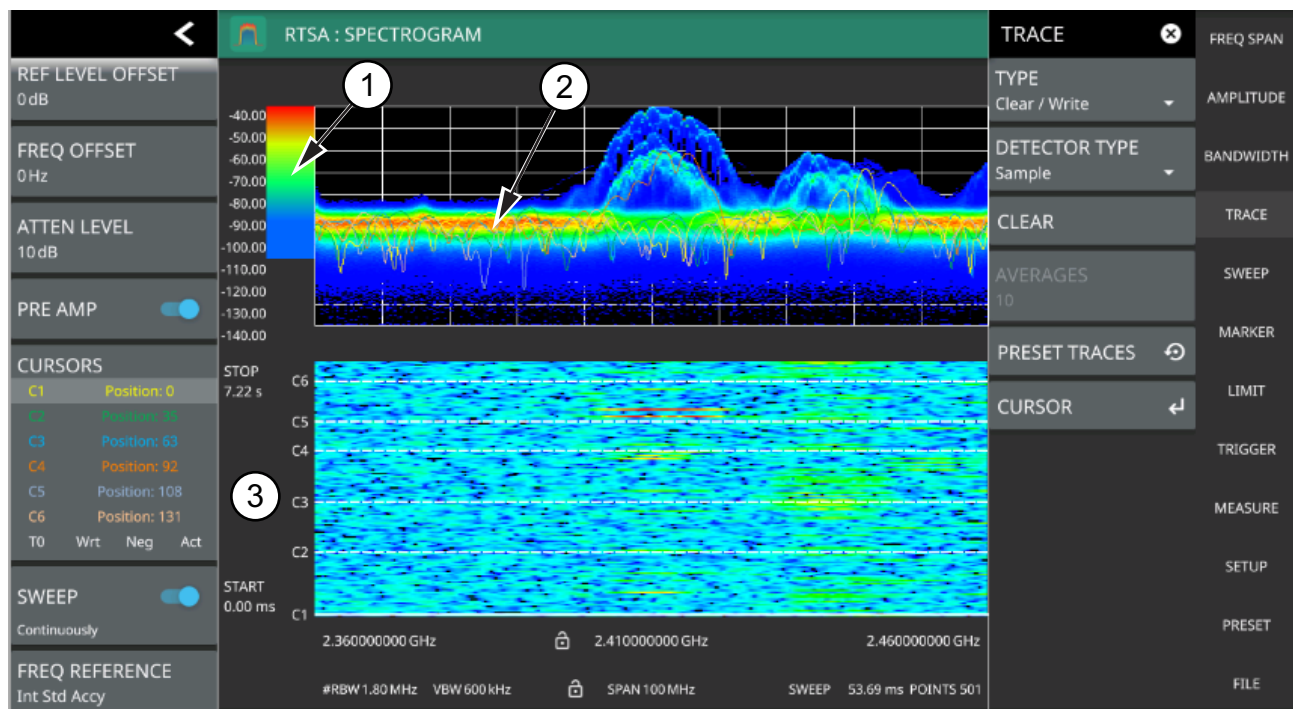 RTSA : SPECTROGRAM
REF LEVEL OFFSET
0 dB
FREQ OFFSET
0 Hz
ATTEN LEVEL
10 dB
PRE AMP
CURSORS
C1 Position: 0
C2 Position: 35
C3 Position: 63
C4 Position: 92
C5 Position: 108
C6 Position: 131
T0 Wrt Neg Act
SWEEP
Continuously
FREQ REFERENCE
Int Std Accy
1
2
-40.00
-50.00
-60.00
-70.00
-80.00
-90.00
-100.00
-110.00
-120.00
-130.00
-140.00
STOP
7.22 s
3
START
0.00 ms
C6
C5
C4
C3
C2
C1
2.360000000 GHz 2.410000000 GHz 2.460000000 GHz
#RBW 1.80 MHz VBW 600 kHz SPAN 100 MHz SWEEP 53.69 ms POINTS 501
TRACE
TYPE
Clear / Write
DETECTOR TYPE
Sample
CLEAR
AVERAGES
10
PRESET TRACES
CURSOR
FREQ SPAN
AMPLITUDE
BANDWIDTH
TRACE
SWEEP
MARKER
LIMIT
TRIGGER
MEASURE
SETUP
PRESET
FILE